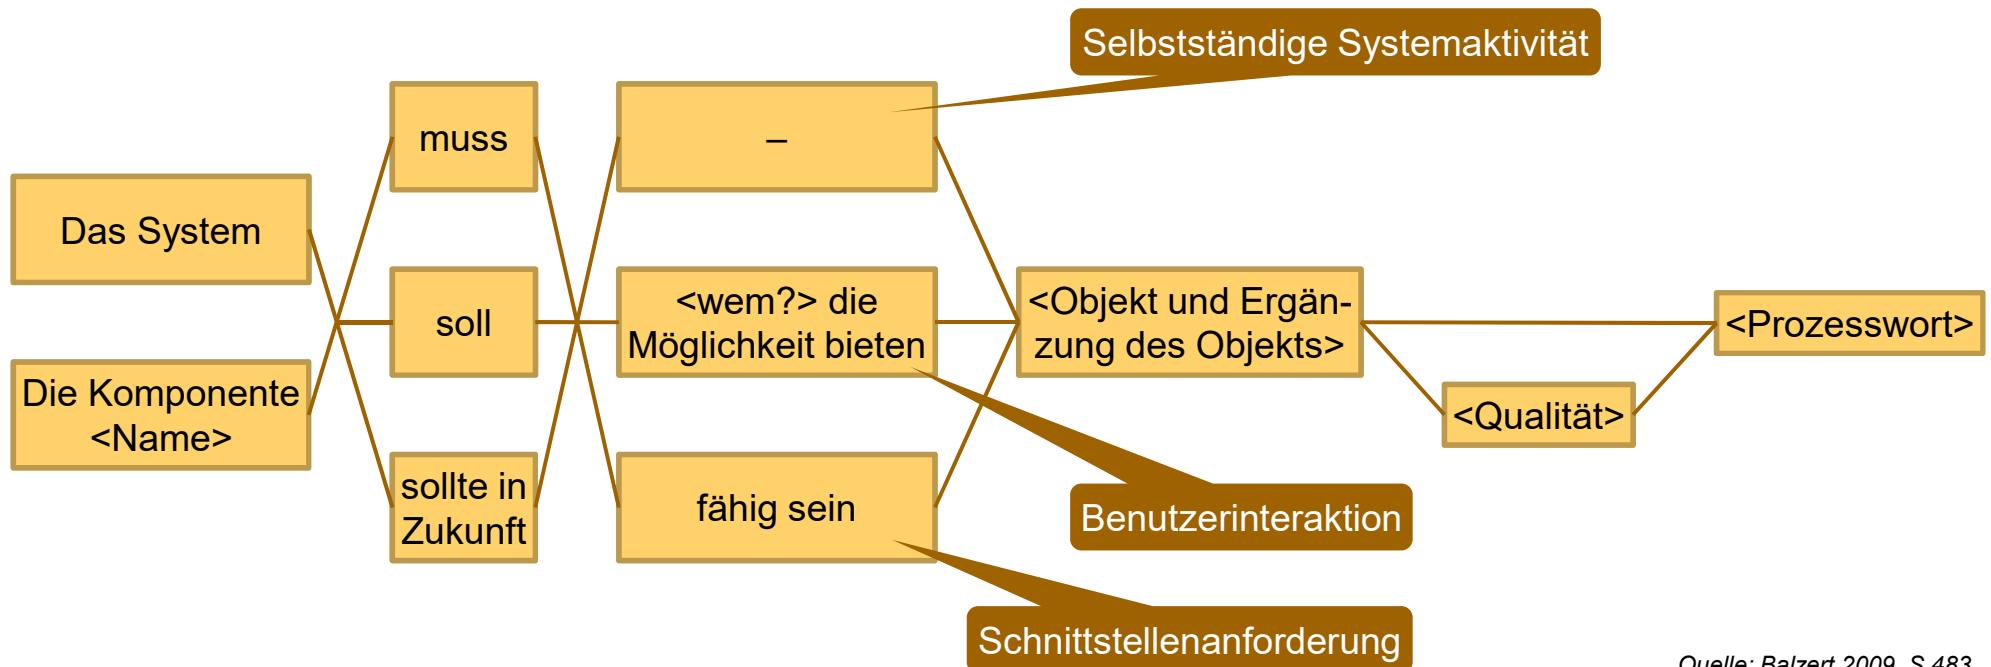 Selbstständige Systemaktivität
muss
–
Das System
soll
<wem?> die
Möglichkeit bieten
<Objekt und Ergän-
zung des Objekts>
<Prozesswort>
Die Komponente
<Name>
<Qualität>
sollte in
Zukunft
fähig sein
Benutzerinteraktion
Schnittstellenanforderung
Quelle: Balzert 2009, S.483